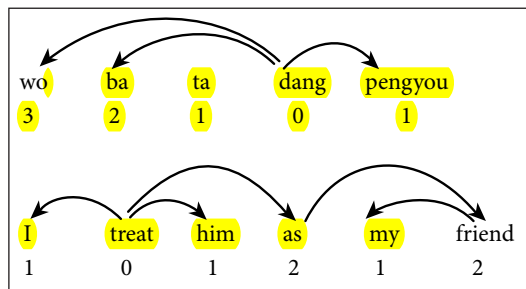 wo ba ta dang pengyou
3 2 1 0 1
I treat him as my friend
1 0 1 2 1 2